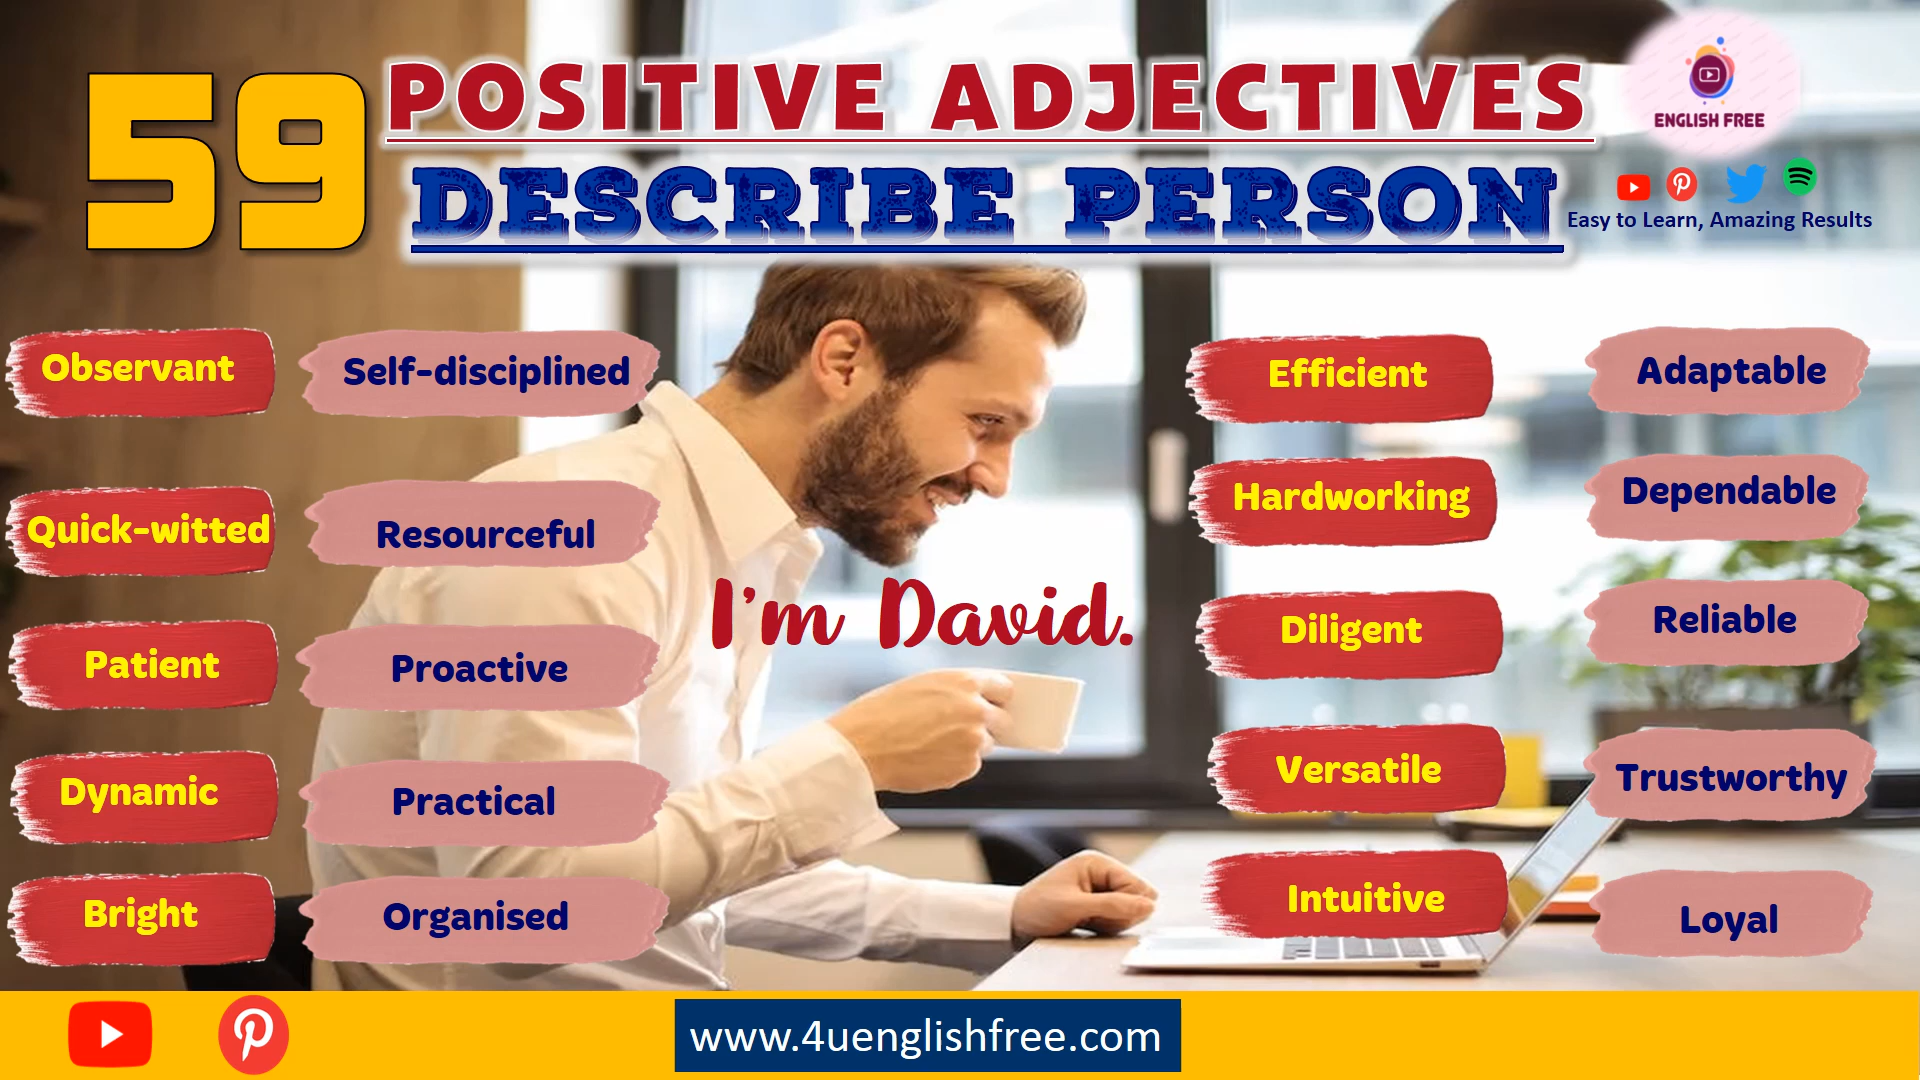 59
POSITIVE ADJECTIVES
DESCRIBE PERSON
ENGLISH FREE
Easy to Learn, Amazing Results
Observant
Self-disciplined
Efficient
Adaptable
Quick-witted
Resourceful
Hardworking
Dependable
I'm David.
Patient
Proactive
Diligent
Reliable
Dynamic
Practical
Versatile
Trustworthy
Bright
Organised
Intuitive
Loyal
www.4uenglishfree.com